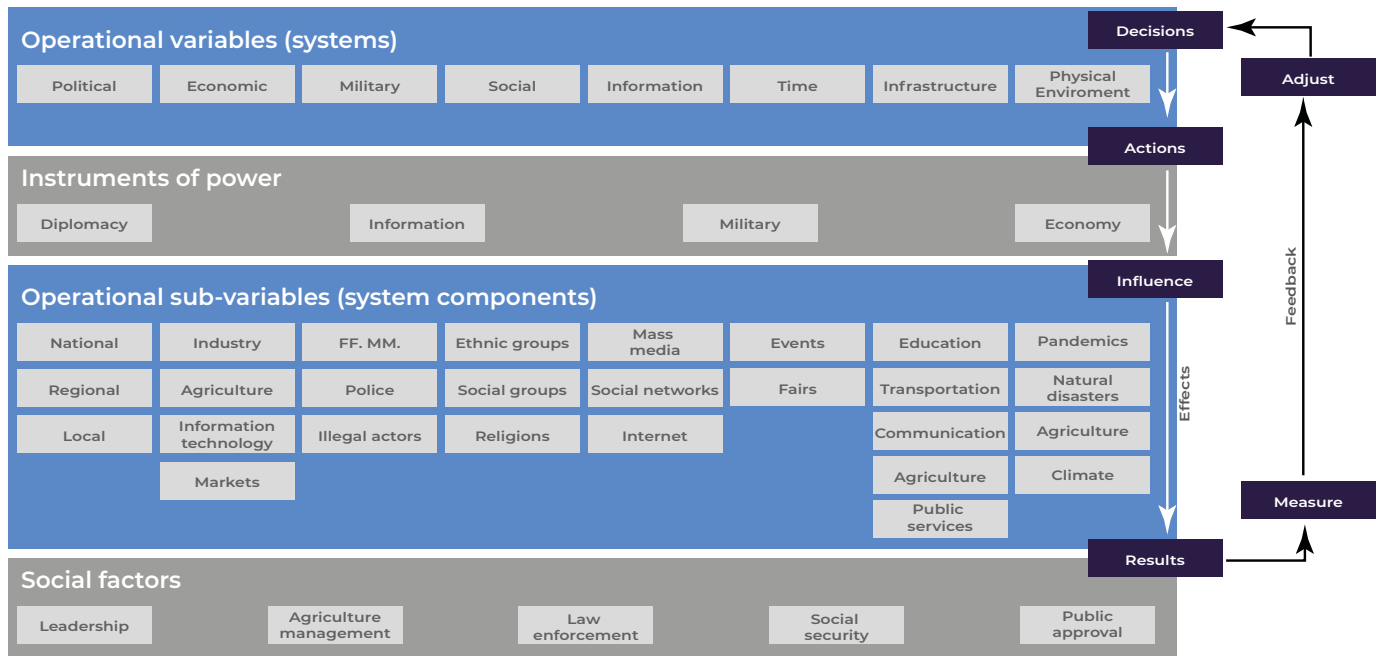 Operational variables (systems)
Decisions
Adjust
Political
Economic
Military
Social
Information
Time
Infrastructure
Physical
Enviroment
Actions
Instruments of power
Diplomacy
Information
Military
Economy
Feedback
Influence
Operational sub-variables (system components)
National
Industry
FF. MM.
Ethnic groups
Mass
media
Events
Education
Pandemics
Regional
Agriculture
Police
Social groups
Social networks
Fairs
Transportation
Natural
disasters
Effects
Local
Information
technology
Illegal actors
Religions
Internet
Communication
Agriculture
Markets
Agriculture
Climate
Public
services
Measure
Results
Social factors
Leadership
Agriculture
management
Law
enforcement
Social
security
Public
approval